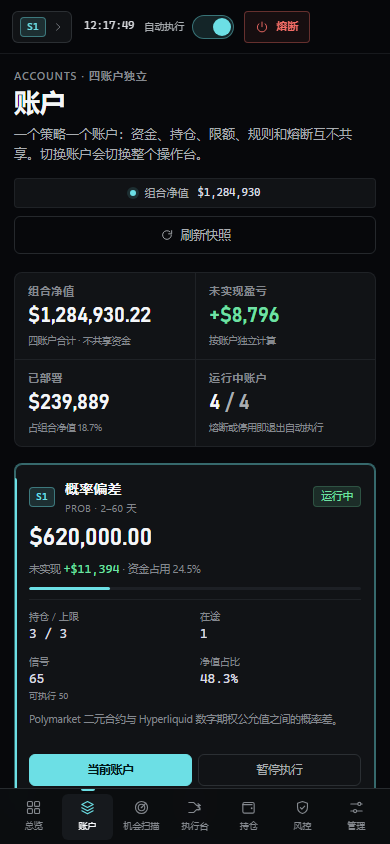 S1
12:17:49 自动执行
熔断
ACCOUNTS · 四账户独立
账户
一个策略一个账户：资金、持仓、限额、规则和熔断互不共
享。切换账户会切换整个操作台。
组合净值 $1,284,930
刷新快照
组合净值
$1,284,930.22
四账户合计 · 不共享资金
未实现盈亏
+$8,796
按账户独立计算
已部署
$239,889
占组合净值 18.7%
运行中账户
4 / 4
熔断或停用即退出自动执行
S1
概率偏差
PROB · 2–60 天
运行中
$620,000.00
未实现 +$11,394 · 资金占用 24.5%
持仓 / 上限
3 / 3
在途
1
信号
65
可执行 50
净值占比
48.3%
Polymarket 二元合约与 Hyperliquid 数字期权公允值之间的概率差。
当前账户
暂停执行
总览
账户
机会扫描
执行台
持仓
风控
管理